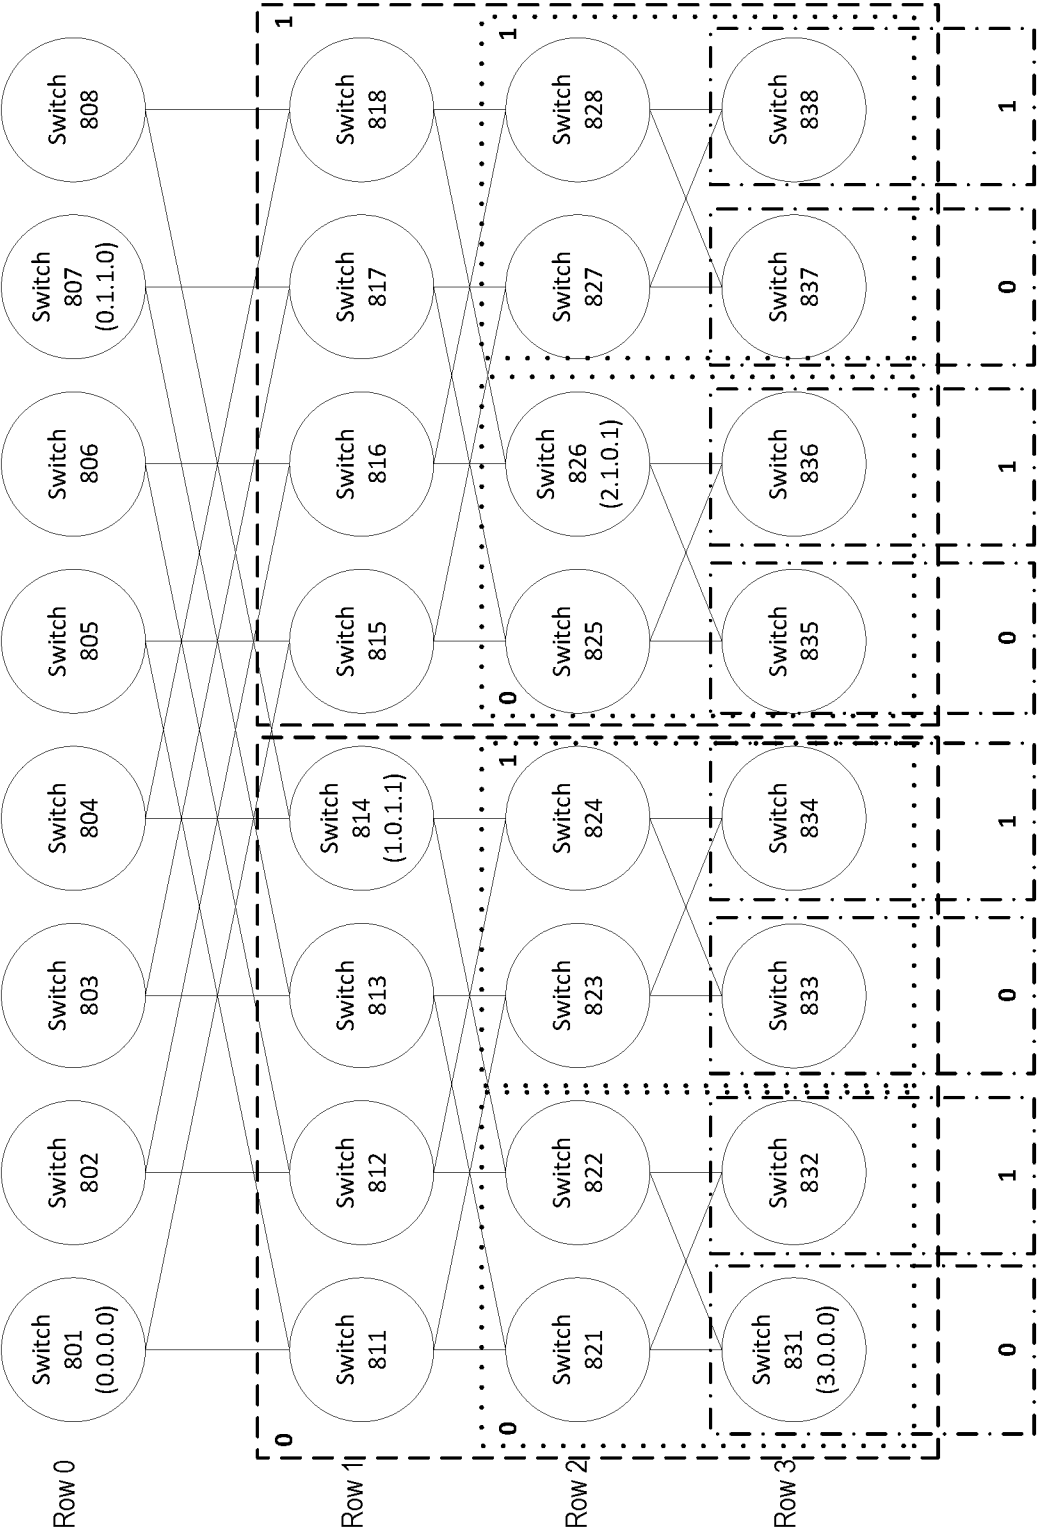 Row 0
Switch
801
(0.0.0.0)
Switch
802
Switch
803
Switch
804
Switch
805
Switch
806
Switch
807
(0.1.1.0)
Switch
808
0
1
Row 1
Switch
811
Switch
812
Switch
813
Switch
814
(1.0.1.1)
Switch
815
Switch
816
Switch
817
Switch
818
0
1
0
1
Row 2
Switch
821
Switch
822
Switch
823
Switch
824
Switch
825
Switch
826
(2.1.0.1)
Switch
827
Switch
828
Row 3
Switch
831
(3.0.0.0)
Switch
832
Switch
833
Switch
834
Switch
835
Switch
836
Switch
837
Switch
838
0
1
0
1
0
1
0
1